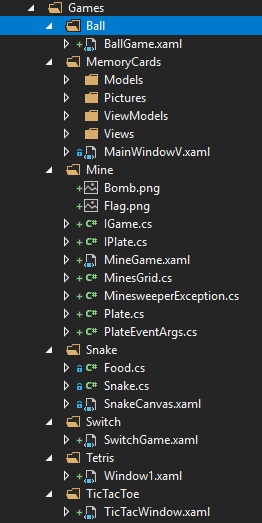 Games
Ball
BallGame.xaml
MemoryCards
Models
Pictures
ViewModels
Views
MainWindowV.xaml
Mine
Bomb.png
Flag.png
C# IGame.cs
C# IPlate.cs
MineGame.xaml
C# MinesGrid.cs
C# MinesweeperException.cs
C# Plate.cs
C# PlateEventArgs.cs
Snake
C# Food.cs
C# Snake.cs
SnakeCanvas.xaml
Switch
SwitchGame.xaml
Tetris
Window1.xaml
TicTacToe
TicTacWindow.xaml